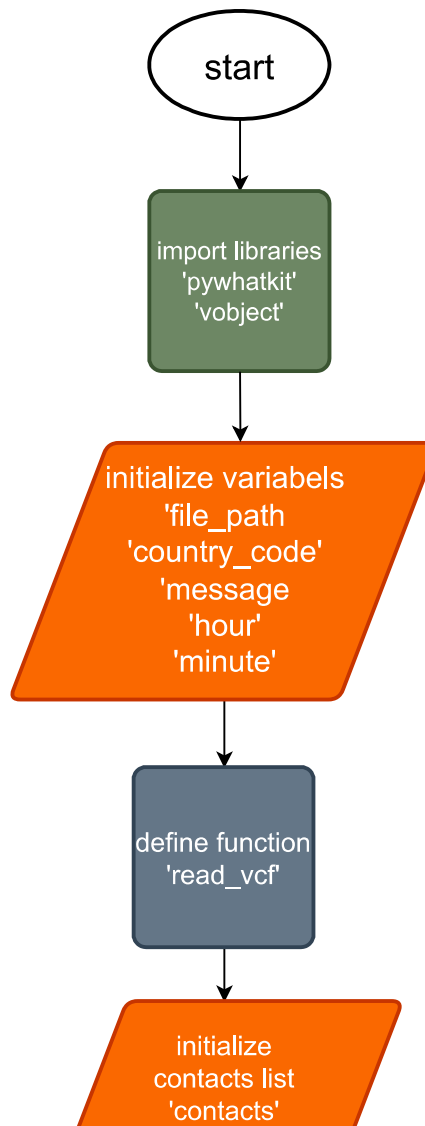 start
import libraries
'pywhatkit'
'vobject'
initialize variabels
'file_path
'country_code'
'message
'hour'
'minute'
define function
'read_vcf'
initialize
contacts list
'contacts'